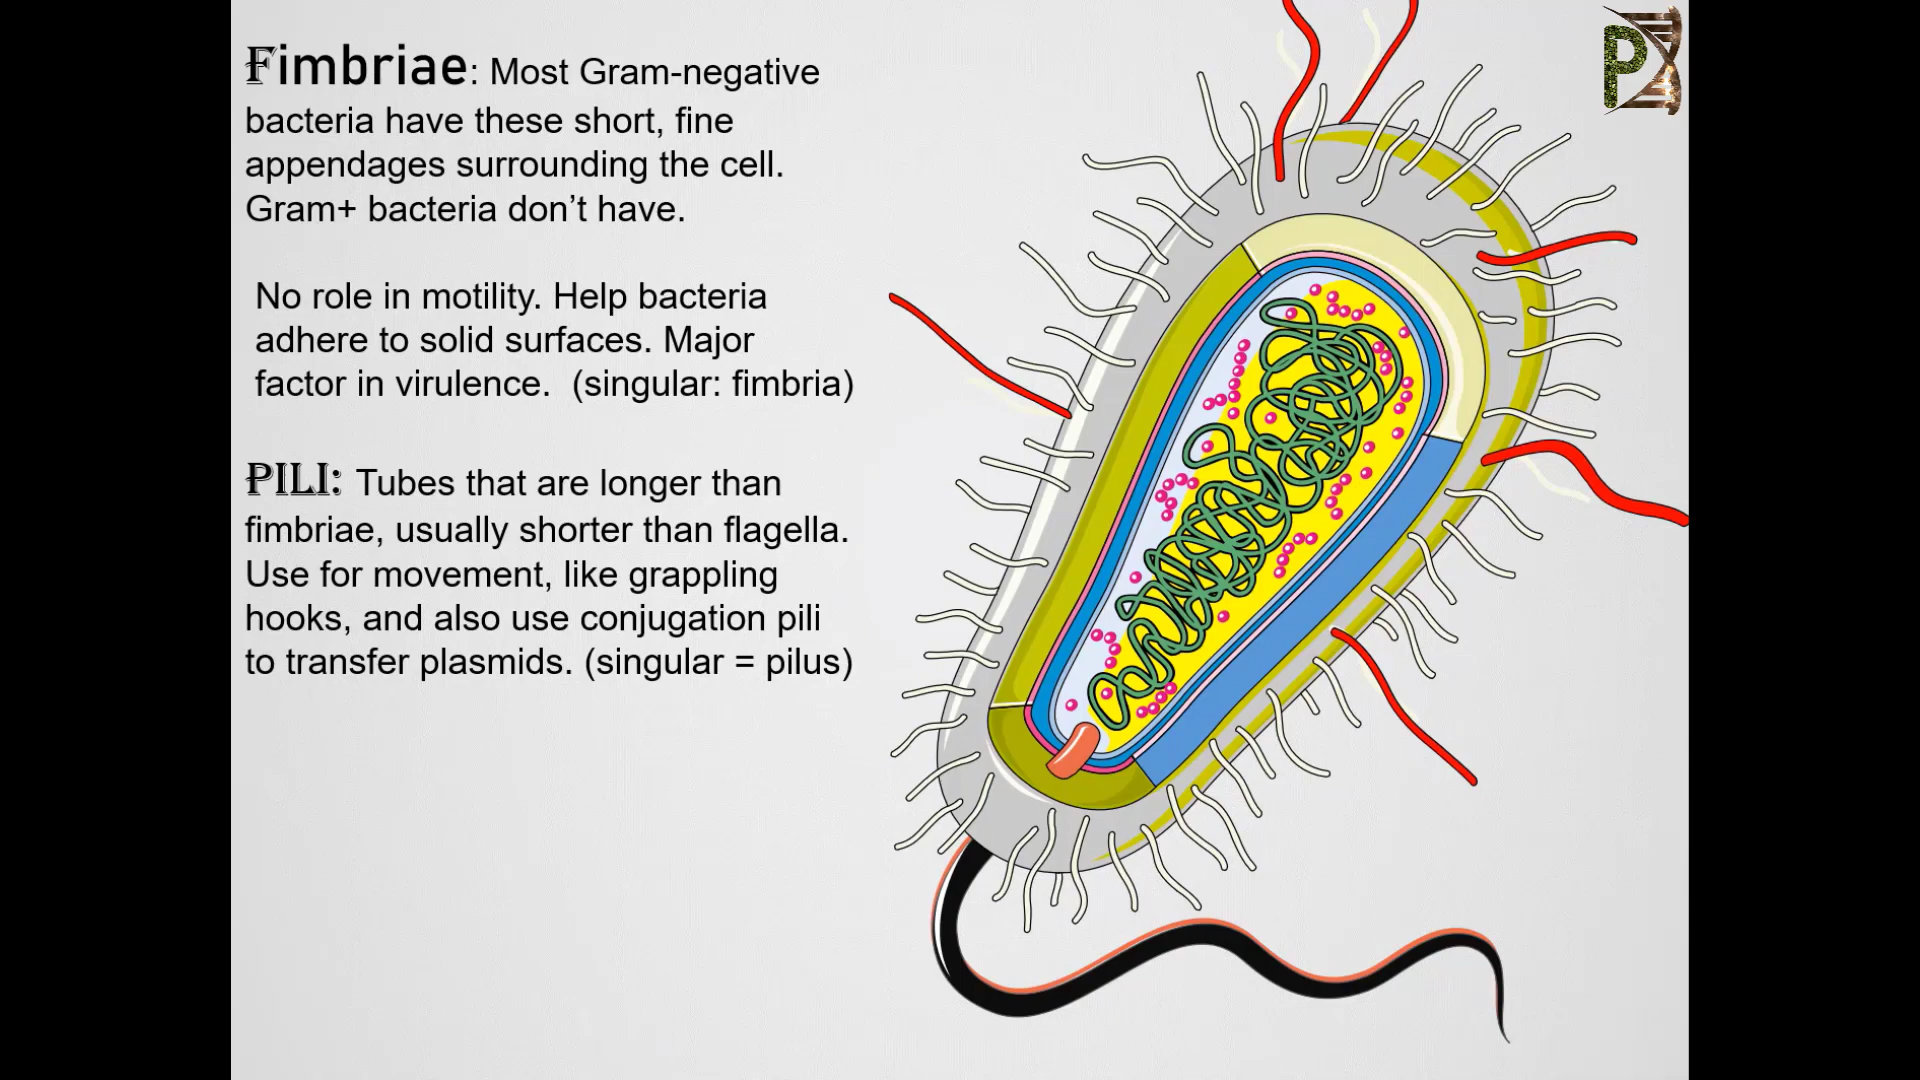 Fimbriae: Most Gram-negative
bacteria have these short, fine
appendages surrounding the cell.
Gram+ bacteria don’t have.
No role in motility. Help bacteria
adhere to solid surfaces. Major
factor in virulence.  (singular: fimbria)
PILI: Tubes that are longer than
fimbriae, usually shorter than flagella.
Use for movement, like grappling
hooks, and also use conjugation pili
to transfer plasmids. (singular = pilus)
P